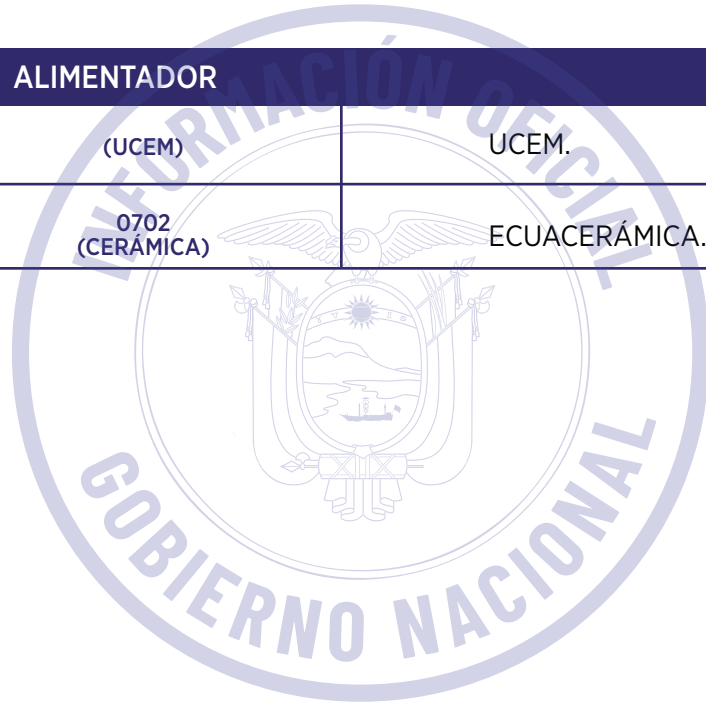 ALIMENTADOR
(UCEM)
UCEM.
0702
(CERÁMICA)
ECUACERÁMICA.
INFORMACIÓN OFICIAL
GOBIERNO NACIONAL